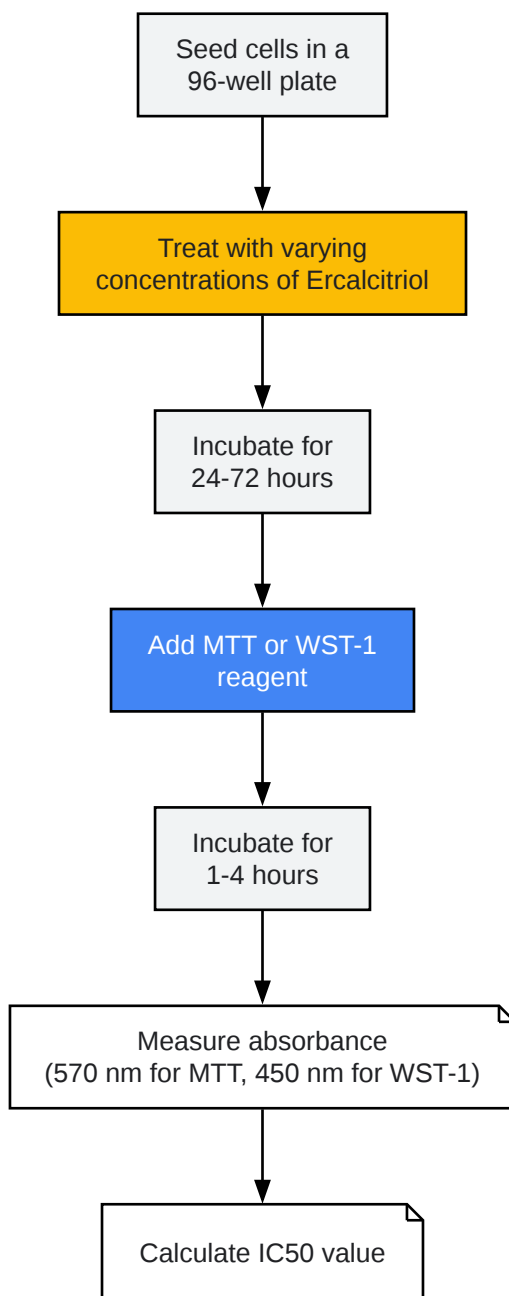 Seed cells in a
96-well plate
Treat with varying
concentrations of Ercalcitriol
Incubate for
24-72 hours
Add MTT or WST-1
reagent
Incubate for
1-4 hours
Measure absorbance
(570 nm for MTT, 450 nm for WST-1)
Calculate IC50 value